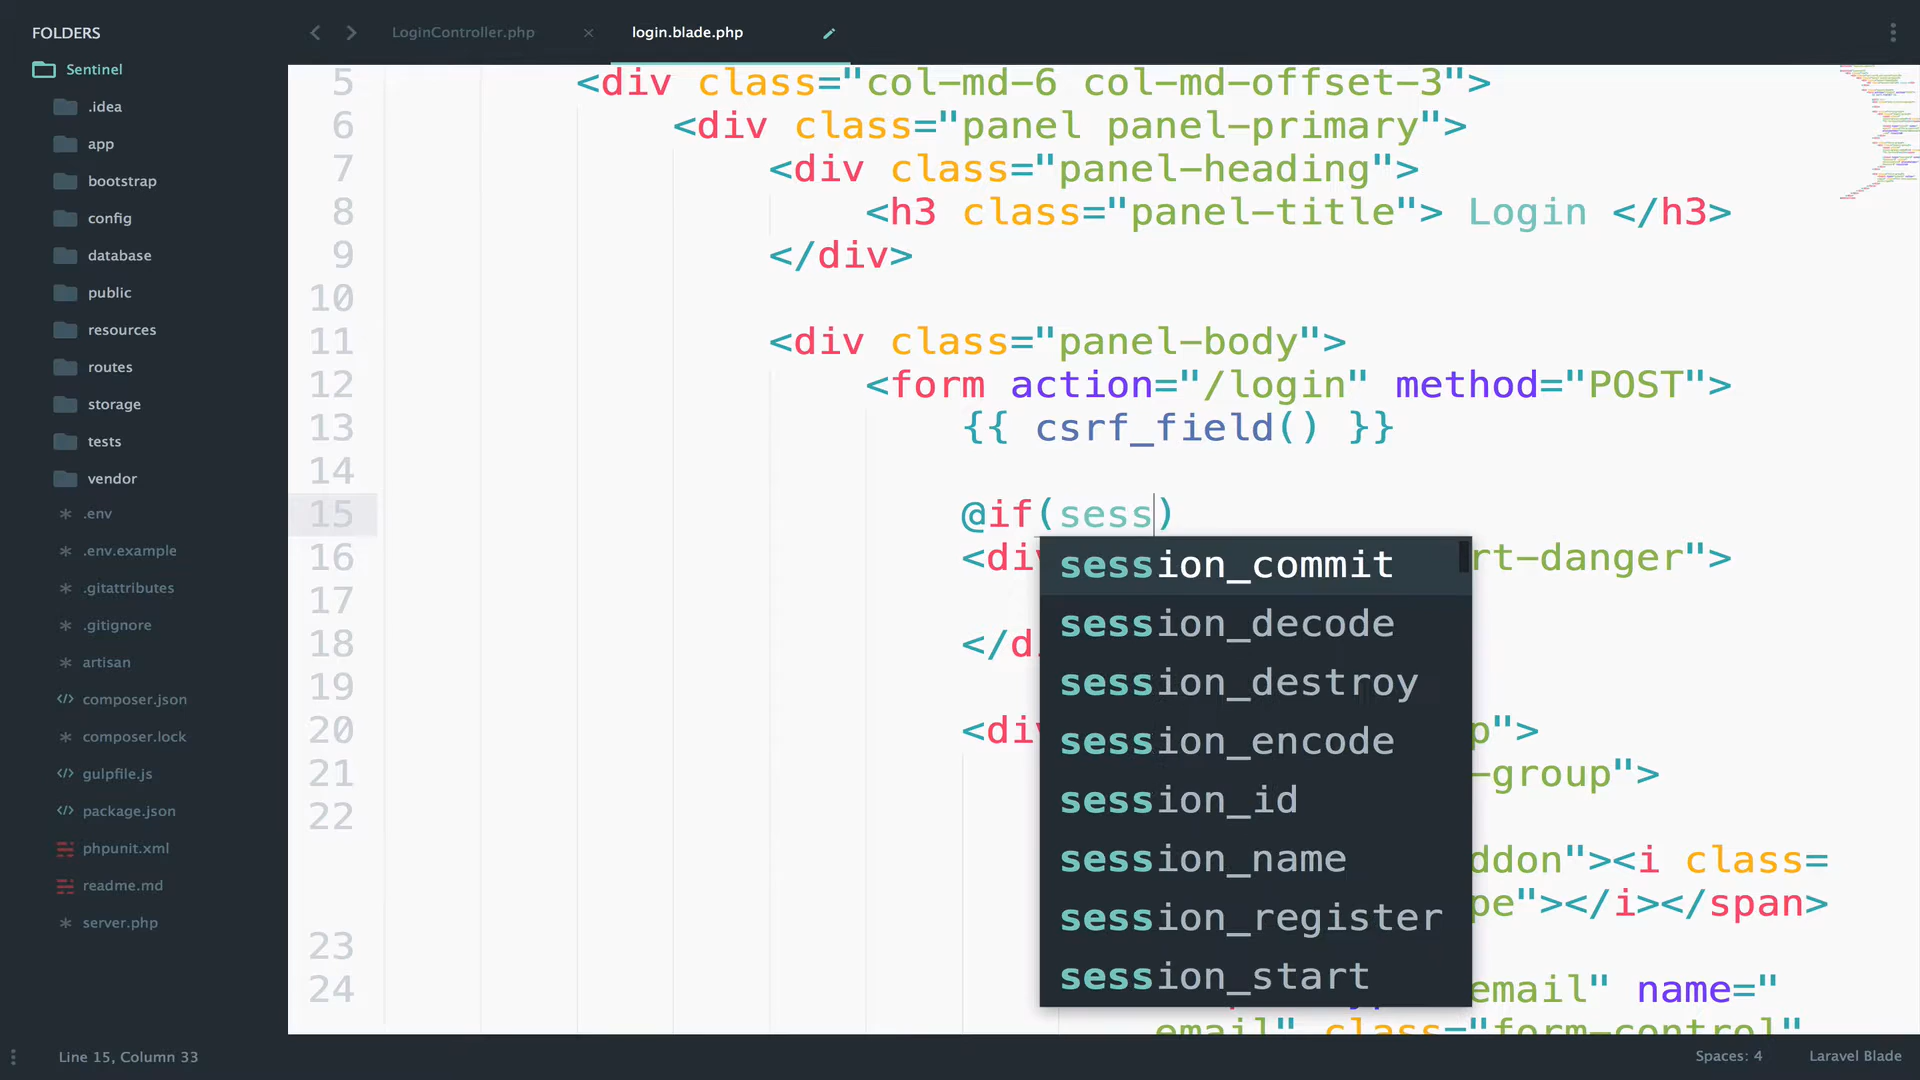 FOLDERS
Sentinel
.idea
app
bootstrap
config
database
public
resources
routes
storage
tests
vendor
.env
.env.example
.gitattributes
.gitignore
artisan
composer.json
composer.lock
gulpfile.js
package.json
phpunit.xml
readme.md
server.php
LoginController.php
login.blade.php
5 <div class="col-md-6 col-md-offset-3">
6 <div class="panel panel-primary">
7 <div class="panel-heading">
8 <h3 class="panel-title"> Login </h3>
9 </div>
10
11 <div class="panel-body">
12 <form action="/login" method="POST">
13 {{ csrf_field() }}
14
15 @if(sess)
16 <div rt-danger">
17
18 </d
19
20 <div p">
21 -group">
22
ddon"><i class=
pe"></i></span>
23
24 email" name="
email" class="form-control"
session_commit
session_decode
session_destroy
session_encode
session_id
session_name
session_register
session_start
Line 15, Column 33
Spaces: 4
Laravel Blade